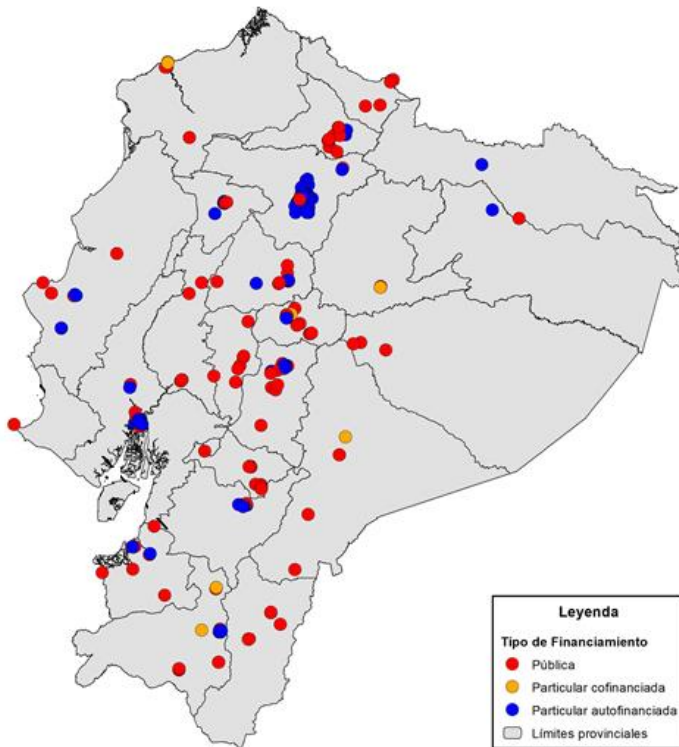 Leyenda
Tipo de Financiamiento
Pública
Particular cofinanciada
Particular autofinanciada
Límites provinciales